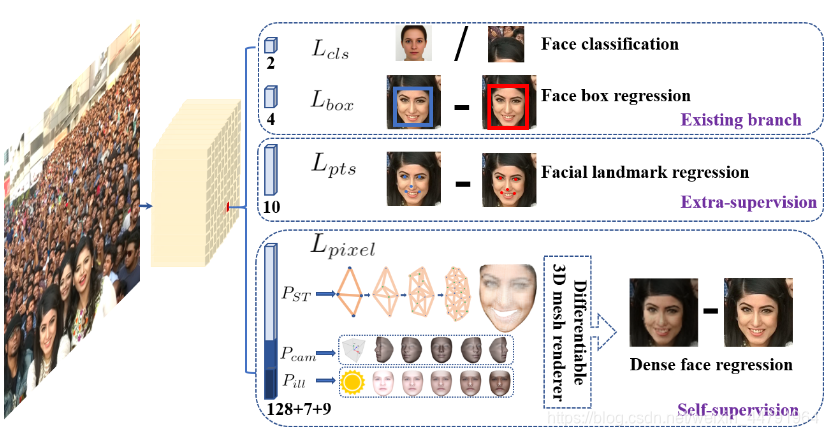 L_cls
/
Face classification
2
L_box
-
Face box regression
4
Existing branch
L_pts
-
Facial landmark regression
10
Extra-supervision
L_pixel
P_ST
P_cam
P_ill
128+7+9
Differentiable
3D mesh renderer
-
Dense face regression
Self-supervision